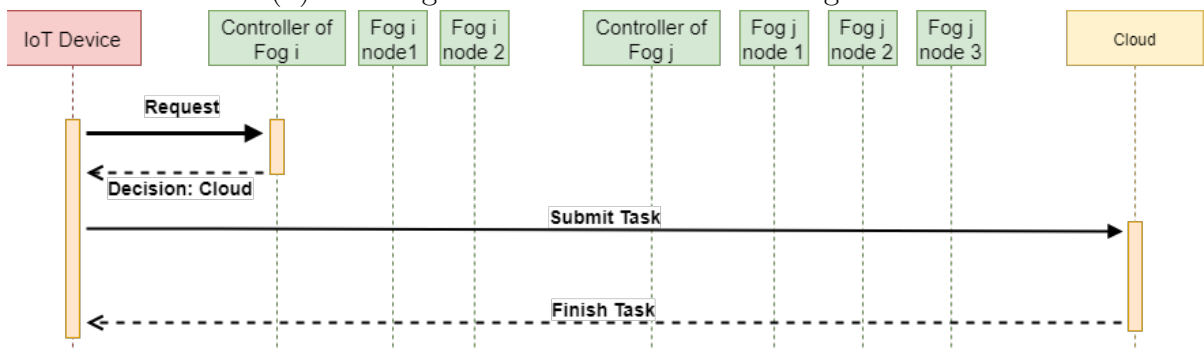 IoT Device
Controller of
Fog i
Fog i
node1
Fog i
node 2
Controller of
Fog j
Fog j
node 1
Fog j
node 2
Fog j
node 3
Cloud
Request
Decision: Cloud
Submit Task
Finish Task